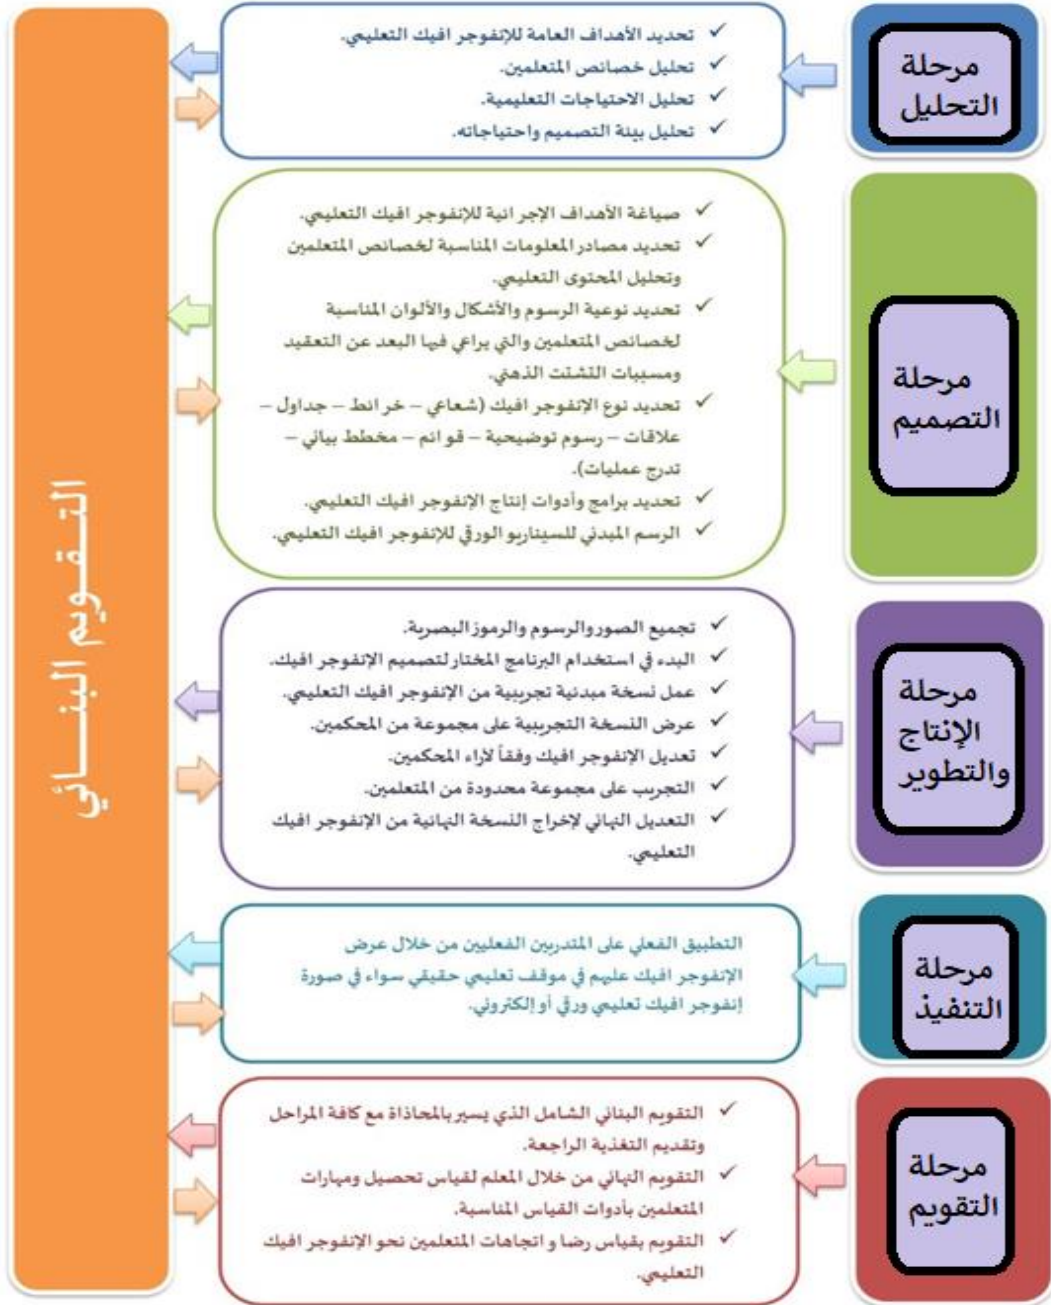 مرحلة
التحليل
✓ تحديد الأهداف العامة للإنفوجرافيك التعليمي.
✓ تحليل خصائص المتعلمين.
✓ تحليل الاحتياجات التعليمية.
✓ تحليل بيئة التصميم واحتياجاته.
مرحلة
التصميم
✓ صياغة الأهداف الإجرائية للإنفوجرافيك التعليمي.
✓ تحديد مصادر المعلومات المناسبة لخصائص المتعلمين
وتحليل المحتوى التعليمي.
✓ تحديد نوعية الرسوم والأشكال والألوان المناسبة
لخصائص المتعلمين والتي يراعي فيها البعد عن التعقيد
ومسببات التشتت الذهني.
✓ تحديد نوع الإنفوجرافيك (شعاعي – خرائط – جداول –
علاقات – رسوم توضيحية – قوائم – مخطط بياني –
تدرج عمليات).
✓ تحديد برامج وأدوات إنتاج الإنفوجرافيك التعليمي.
✓ الرسم المبدئي للسيناريو الورقي للإنفوجرافيك التعليمي.
مرحلة
الإنتاج
والتطوير
✓ تجميع الصور والرسوم والرموز البصرية.
✓ البدء في استخدام البرنامج المختار لتصميم الإنفوجرافيك.
✓ عمل نسخة مبدئية تجريبية من الإنفوجرافيك التعليمي.
✓ عرض النسخة التجريبية على مجموعة من المحكمين.
✓ تعديل الإنفوجرافيك وفقاً لآراء المحكمين.
✓ التجريب على مجموعة محدودة من المتعلمين.
✓ التعديل النهائي لإخراج النسخة النهائية من الإنفوجرافيك
التعليمي.
مرحلة
التنفيذ
التطبيق الفعلي على المتدربين الفعليين من خلال عرض
الإنفوجرافيك عليهم في موقف تعليمي حقيقي سواء في صورة
إنفوجرافيك تعليمي ورقي أو إلكتروني.
مرحلة
التقويم
✓ التقويم البنائي الشامل الذي يسير بالمحاذاة مع كافة المراحل
وتقديم التغذية الراجعة.
✓ التقويم النهائي من خلال المعلم لقياس تحصيل ومهارات
المتعلمين بأدوات القياس المناسبة.
✓ التقويم بقياس رضا واتجاهات المتعلمين نحو الإنفوجرافيك
التعليمي.
التـقـويم البنـــائي